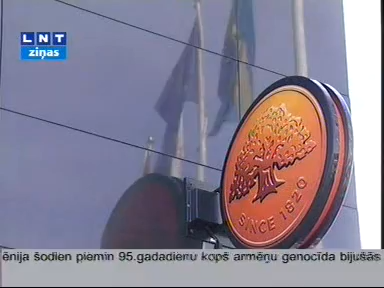 LNT
ziņas
SINCE 1820
ēnija šodien piemin 95.gadadienu kopš armēņu genocīda bijušās